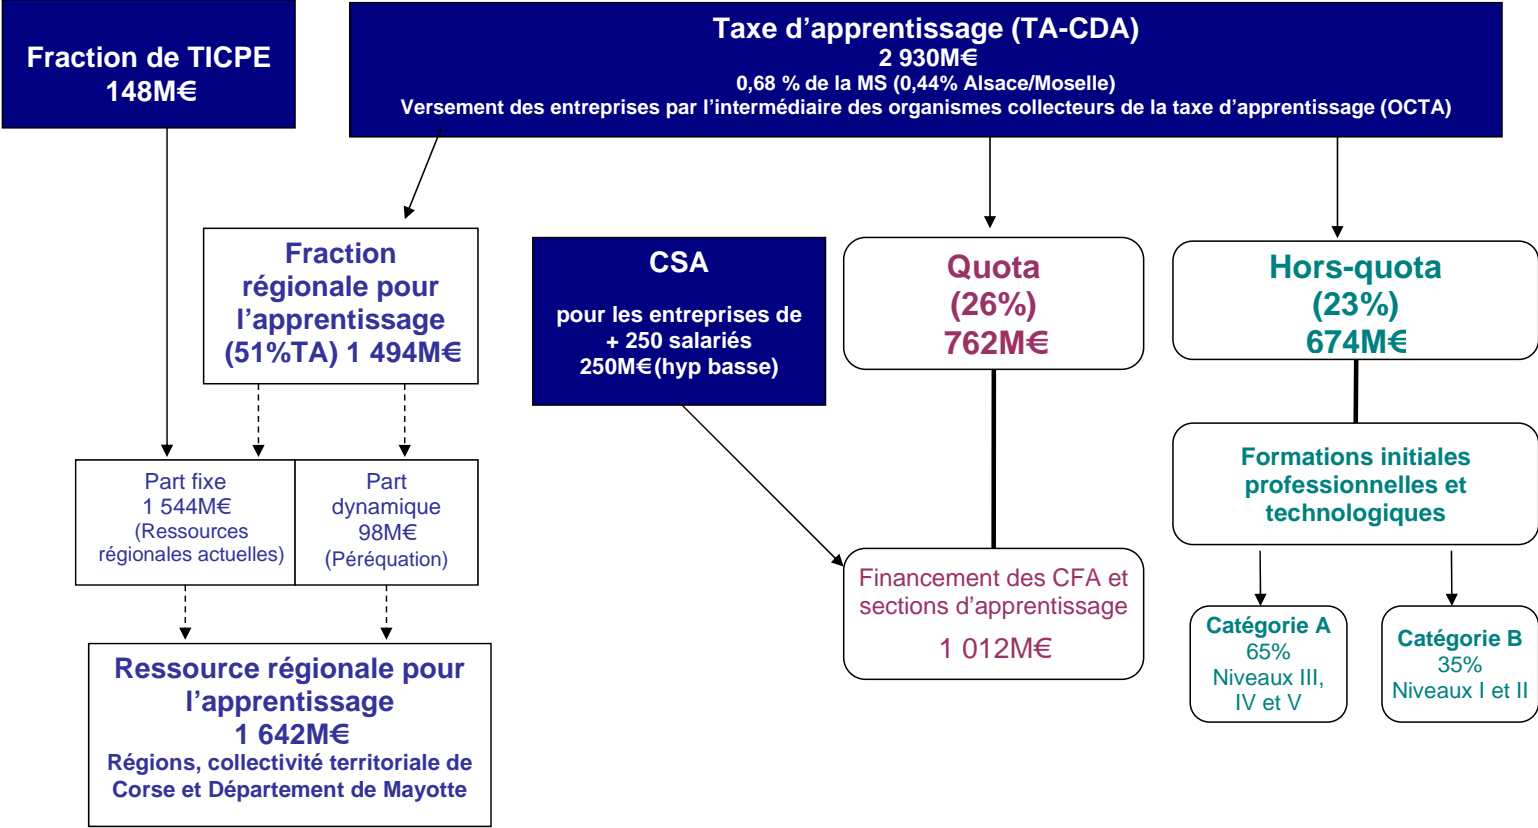 Fraction de TICPE
148M€
Taxe d’apprentissage (TA-CDA)
2 930M€
0,68 % de la MS (0,44% Alsace/Moselle)
Versement des entreprises par l’intermédiaire des organismes collecteurs de la taxe d’apprentissage (OCTA)
Fraction
régionale pour
l’apprentissage
(51%TA) 1 494M€
CSA
pour les entreprises de
+ 250 salariés
250M€(hyp basse)
Quota
(26%)
762M€
Hors-quota
(23%)
674M€
Part fixe
1 544M€
(Ressources
régionales actuelles)
Part
dynamique
98M€
(Péréquation)
Formations initiales
professionnelles et
technologiques
Financement des CFA et
sections d’apprentissage
1 012M€
Catégorie A
65%
Niveaux III,
IV et V
Catégorie B
35%
Niveaux I et II
Ressource régionale pour
l’apprentissage
1 642M€
Régions, collectivité territoriale de
Corse et Département de Mayotte